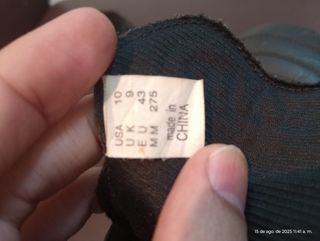 USA 10
UK 9
EU 43
MM 275
made in
CHINA
15 de ago. de 2025 11:41 a. m.